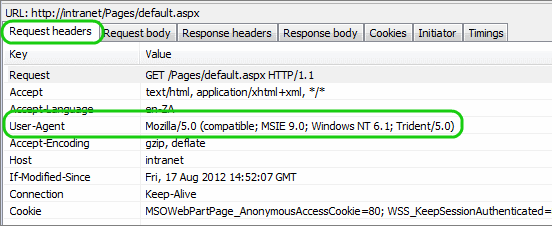 URL: http://intranet/Pages/default.aspx
Request headers Request body Response headers Response body Cookies Initiator Timings
Key Value
Request GET /Pages/default.aspx HTTP/1.1
Accept text/html, application/xhtml+xml, */*
Accept-Language en-ZA
User-Agent Mozilla/5.0 (compatible; MSIE 9.0; Windows NT 6.1; Trident/5.0)
Accept-Encoding gzip, deflate
Host intranet
If-Modified-Since Fri, 17 Aug 2012 14:52:07 GMT
Connection Keep-Alive
Cookie MSOWebPartPage_AnonymousAccessCookie=80; WSS_KeepSessionAuthenticated=